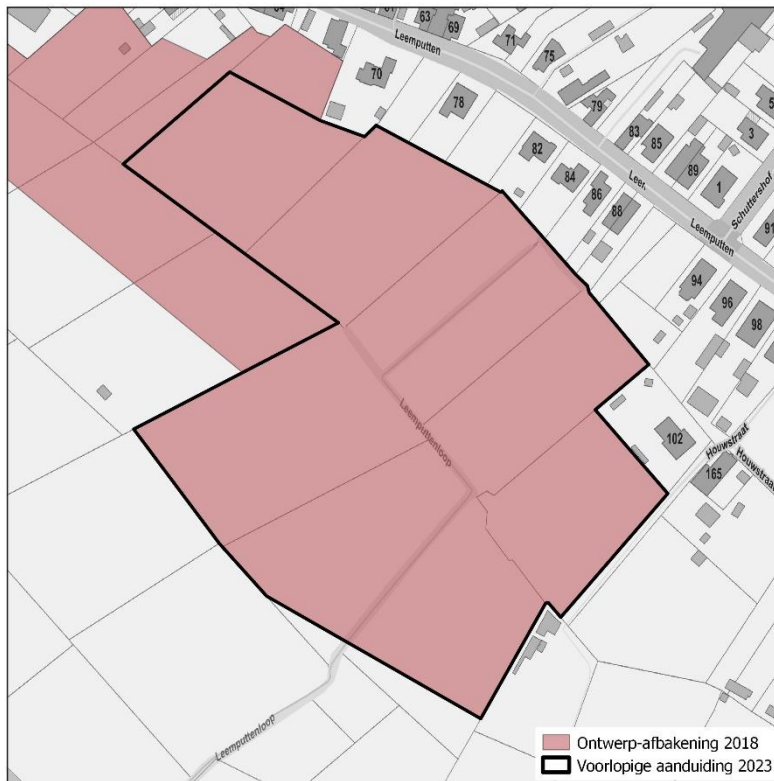 63
69
Leemputten
71
75
70
78
79
5
83
3
85
82
89
84
Leem
1
86
Schuttershof
88
91
Leemputten
94
96
98
Leemputtenloop
102
Houwstraat
165
Houwstraat
Leemputtenloop
Ontwerp-afbakening 2018
Voorlopige aanduiding 2023